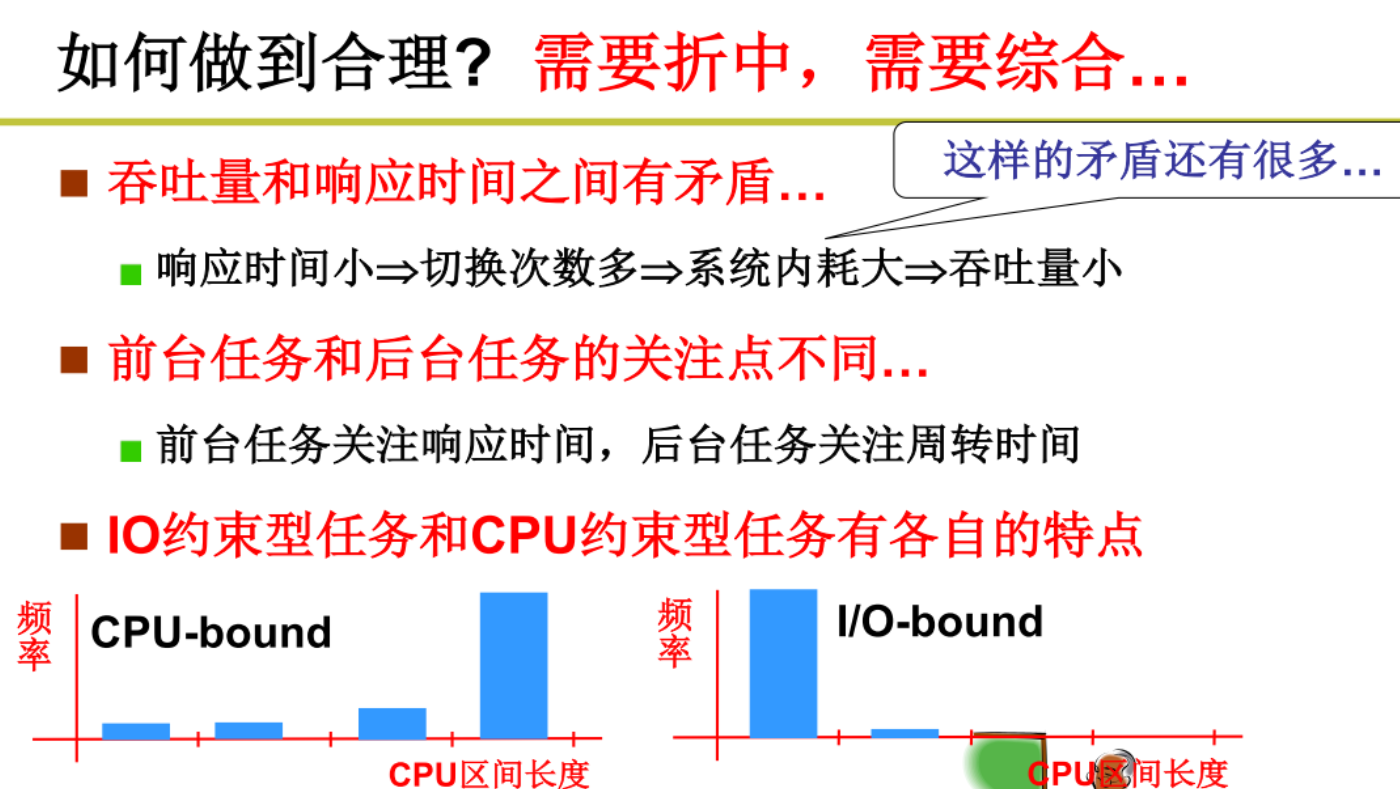 如何做到合理? 需要折中，需要综合...
这样的矛盾还有很多...
吞吐量和响应时间之间有矛盾...
响应时间小⇒切换次数多⇒系统内耗大⇒吞吐量小
前台任务和后台任务的关注点不同...
前台任务关注响应时间，后台任务关注周转时间
IO约束型任务和CPU约束型任务有各自的特点
频率
CPU-bound
CPU区间长度
频率
I/O-bound
CPU区间长度